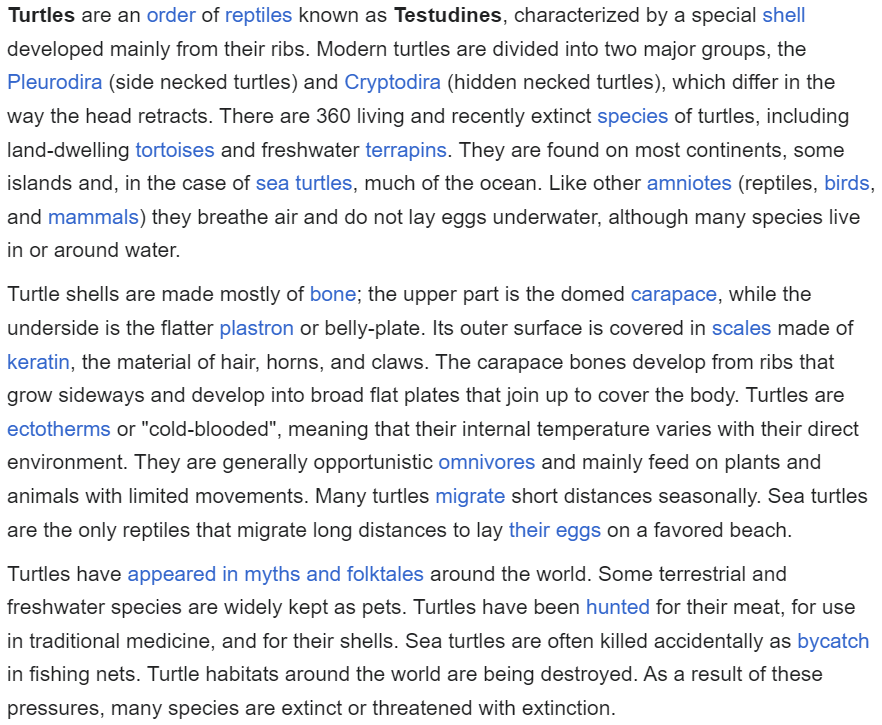 Turtles are an order of reptiles known as Testudines, characterized by a special shell
developed mainly from their ribs. Modern turtles are divided into two major groups, the
Pleurodira (side necked turtles) and Cryptodira (hidden necked turtles), which differ in the
way the head retracts. There are 360 living and recently extinct species of turtles, including
land-dwelling tortoises and freshwater terrapins. They are found on most continents, some
islands and, in the case of sea turtles, much of the ocean. Like other amniotes (reptiles, birds,
and mammals) they breathe air and do not lay eggs underwater, although many species live
in or around water.
Turtle shells are made mostly of bone; the upper part is the domed carapace, while the
underside is the flatter plastron or belly-plate. Its outer surface is covered in scales made of
keratin, the material of hair, horns, and claws. The carapace bones develop from ribs that
grow sideways and develop into broad flat plates that join up to cover the body. Turtles are
ectotherms or "cold-blooded", meaning that their internal temperature varies with their direct
environment. They are generally opportunistic omnivores and mainly feed on plants and
animals with limited movements. Many turtles migrate short distances seasonally. Sea turtles
are the only reptiles that migrate long distances to lay their eggs on a favored beach.
Turtles have appeared in myths and folktales around the world. Some terrestrial and
freshwater species are widely kept as pets. Turtles have been hunted for their meat, for use
in traditional medicine, and for their shells. Sea turtles are often killed accidentally as bycatch
in fishing nets. Turtle habitats around the world are being destroyed. As a result of these
pressures, many species are extinct or threatened with extinction.